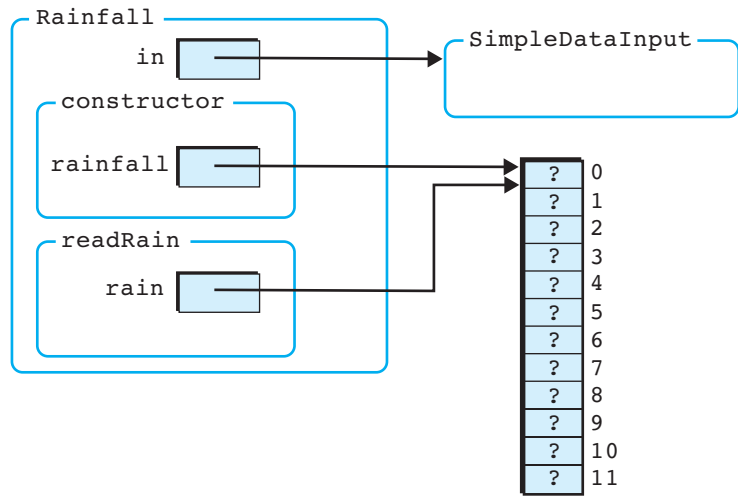 Rainfall
in
SimpleDataInput
constructor
rainfall
readRain
rain
? 0
? 1
? 2
? 3
? 4
? 5
? 6
? 7
? 8
? 9
? 10
? 11